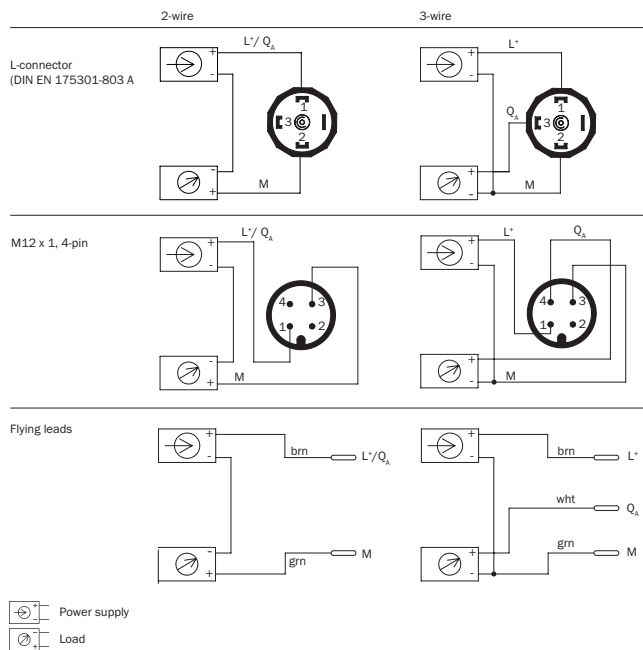 2-wire 3-wire
L-connector
(DIN EN 175301-803 A
L⁺/ Q_A
+
-
1
3
2
-
+
M
L⁺
+
-
Q_A
1
3
2
+
-
M
M12 x 1, 4-pin
L⁺/ Q_A
+
-
4 3
1 2
-
+
M
L⁺ Q_A
+
-
4 3
1 2
+
-
M
Flying leads
+
-
brn L⁺/Q_A
-
+
grn M
+
-
brn L⁺
wht Q_A
+
-
grn M
+
-
Power supply
-
+
Load